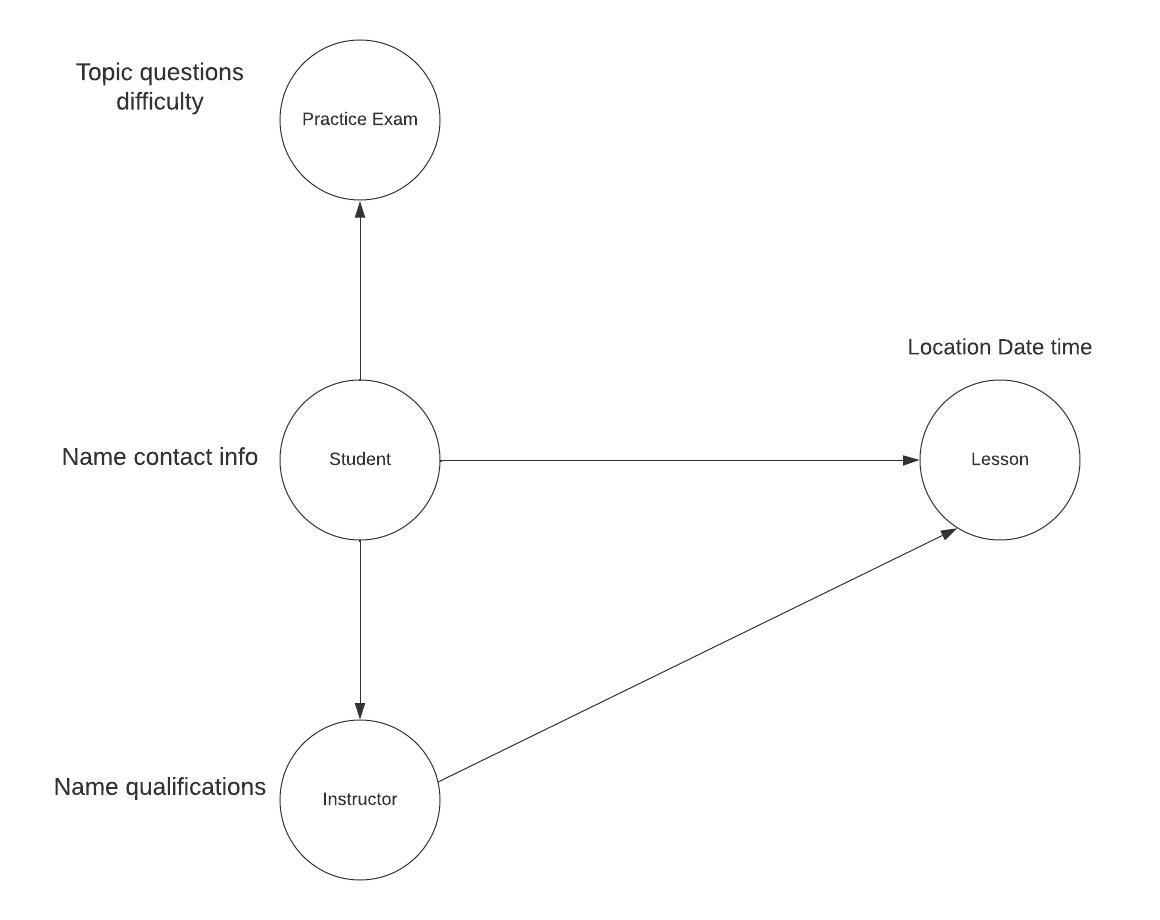 Topic questions
difficulty
Practice Exam
Location Date time
Name contact info
Student
Lesson
Name qualifications
Instructor